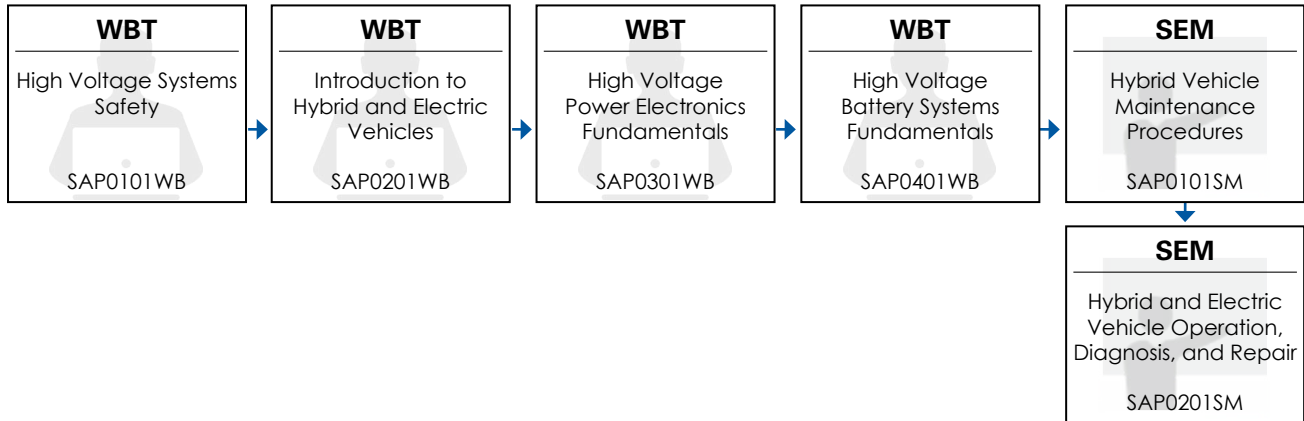 WBT
High Voltage Systems
Safety
SAP0101WB
WBT
Introduction to
Hybrid and Electric
Vehicles
SAP0201WB
WBT
High Voltage
Power Electronics
Fundamentals
SAP0301WB
WBT
High Voltage
Battery Systems
Fundamentals
SAP0401WB
SEM
Hybrid Vehicle
Maintenance
Procedures
SAP0101SM
SEM
Hybrid and Electric
Vehicle Operation,
Diagnosis, and Repair
SAP0201SM